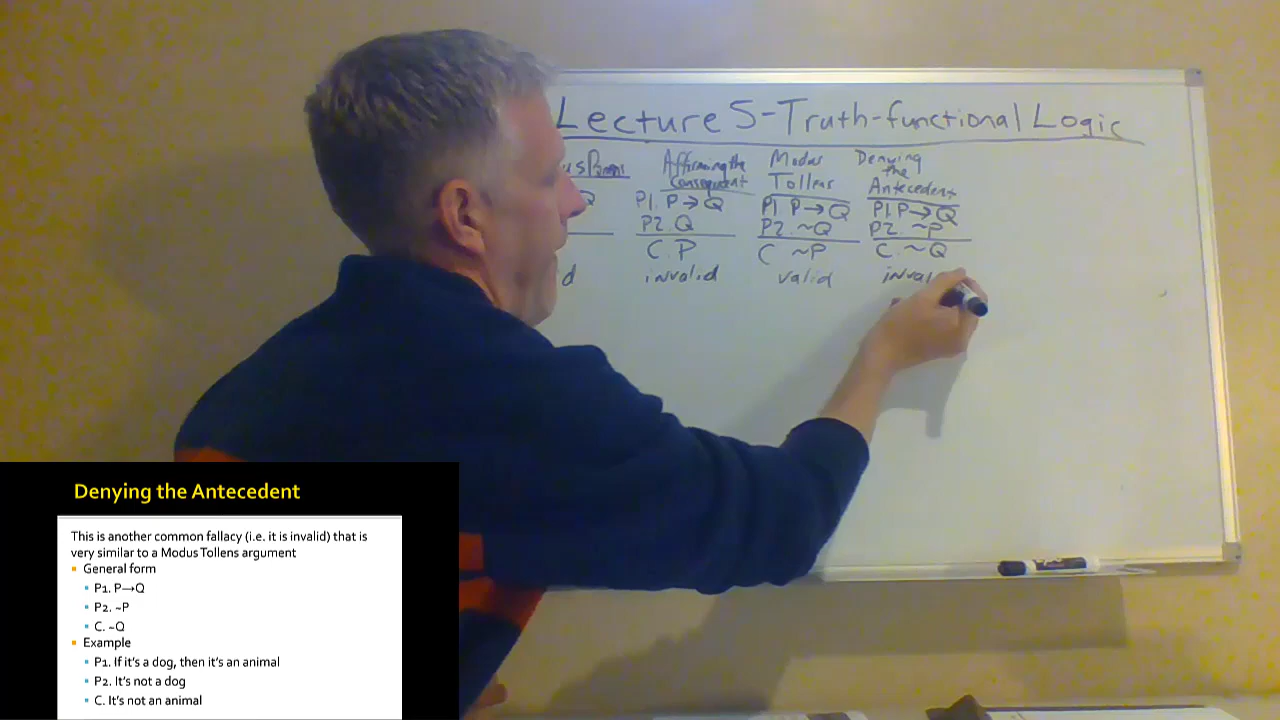 Lecture 5-Truth-functional Logic
Affirming the
Consequent
P1. P→Q
P2. Q
C. P
invalid
Modus
Tollens
P1 P→Q
P2. ~Q
C ~P
valid
Denying
the
Antecedent
P1. P→Q
P2. ~P
C. ~Q
Denying the Antecedent
This is another common fallacy (i.e. it is invalid) that is
very similar to a Modus Tollens argument
General form
P1. P→Q
P2. ~P
C. ~Q
Example
P1. If it's a dog, then it's an animal
P2. It's not a dog
C. It's not an animal